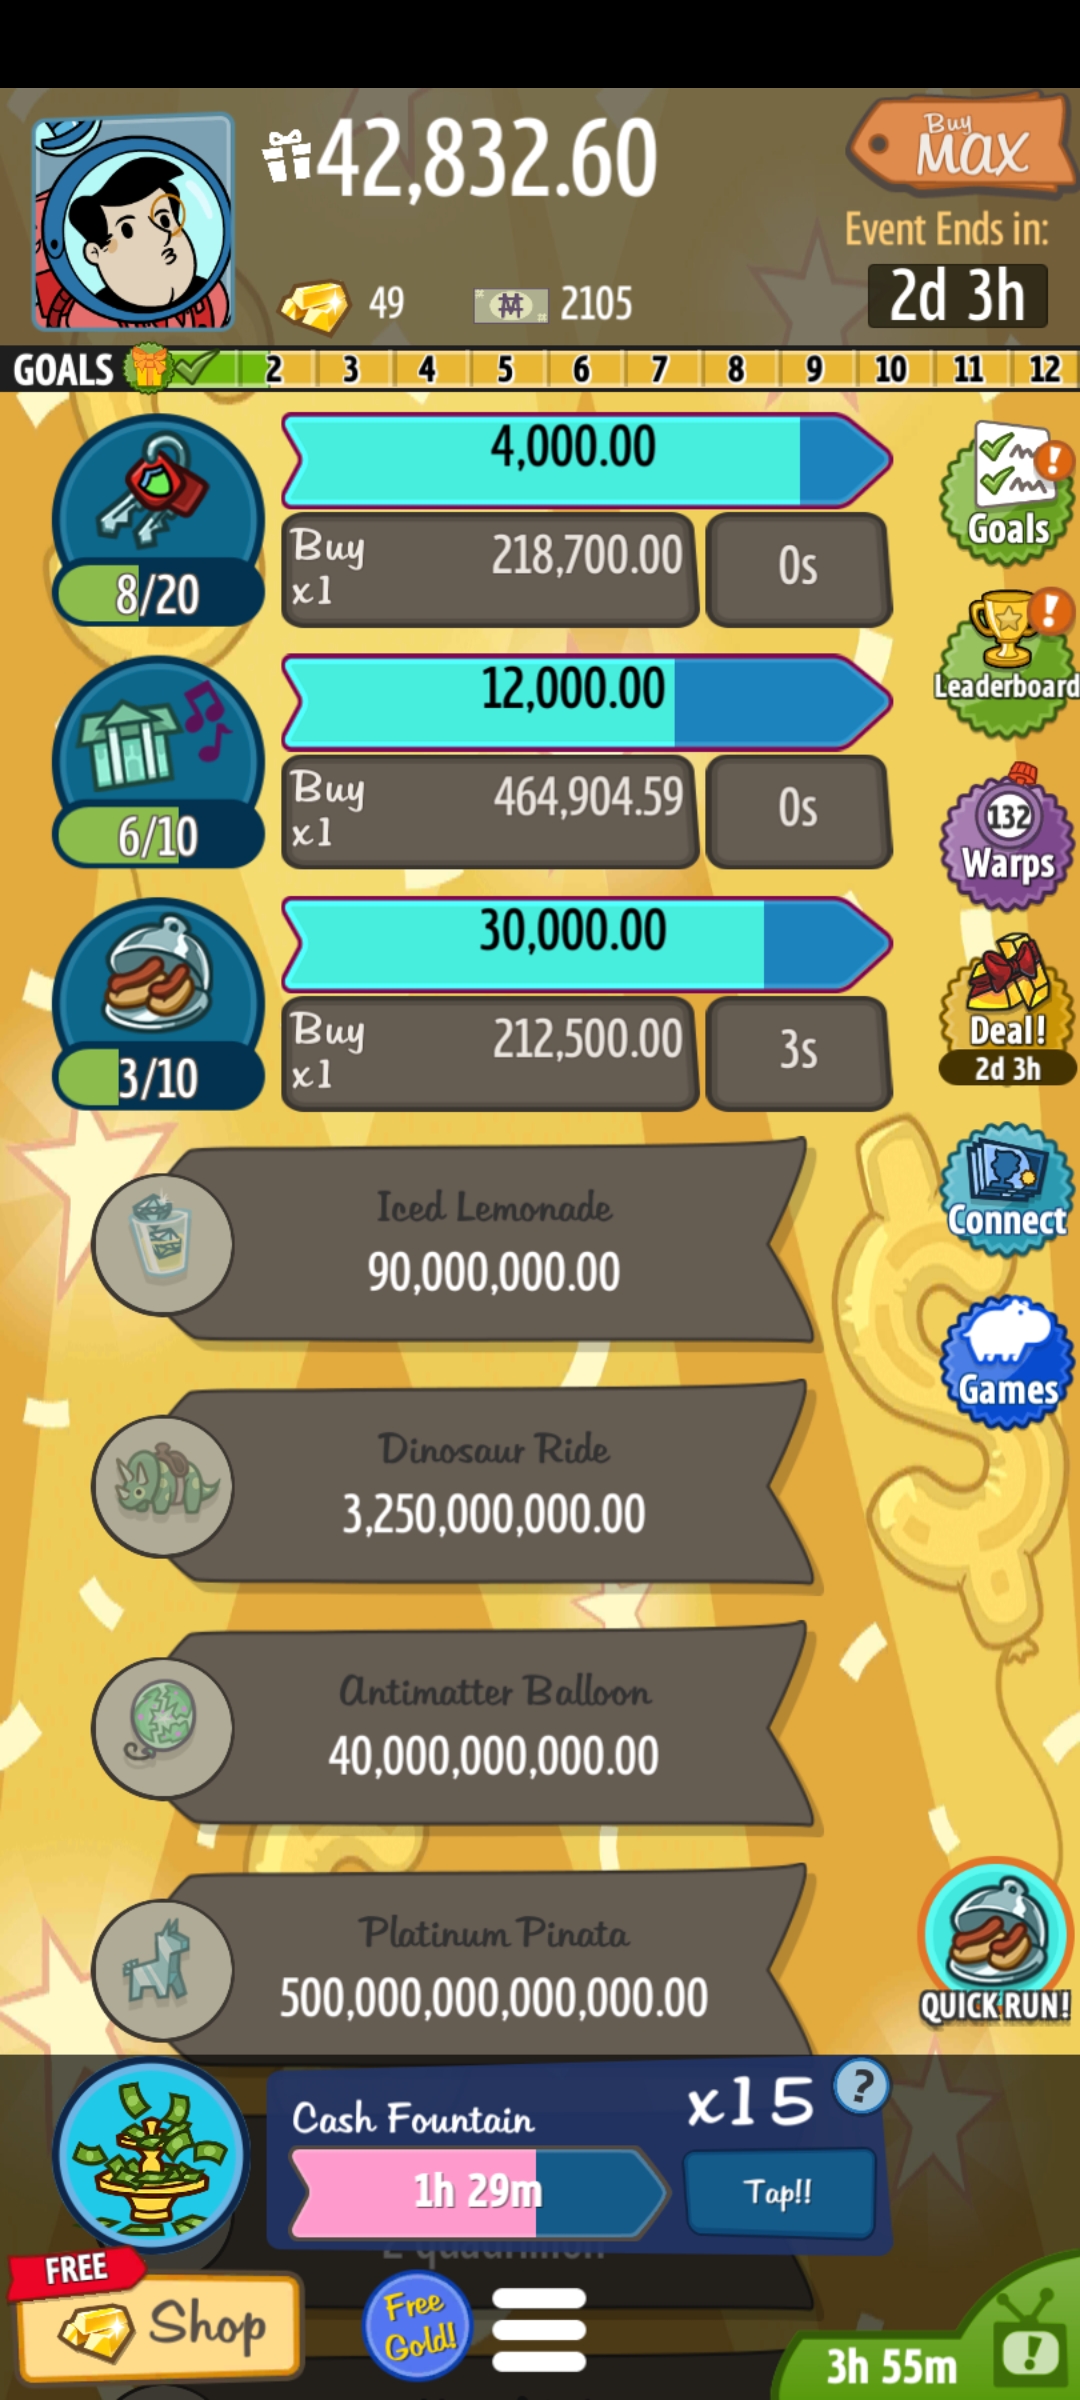 42,832.60
Buy
MAX
Event Ends in:
49
2105
2d 3h
GOALS 2 3 4 5 6 7 8 9 10 11 12
4,000.00
Buy
x1
218,700.00
0s
8/20
Goals
Leaderboard
12,000.00
Buy
x1
464,904.59
0s
6/10
132
Warps
30,000.00
Buy
x1
212,500.00
3s
3/10
Deal!
2d 3h
Iced Lemonade
90,000,000.00
Connect
Games
Dinosaur Ride
3,250,000,000.00
Antimatter Balloon
40,000,000,000.00
Platinum Pinata
500,000,000,000,000.00
QUICK RUN!
Cash Fountain
x15
?
1h 29m
Tap!!
2 quadrillion
FREE
Shop
Free
Gold!
3h 55m